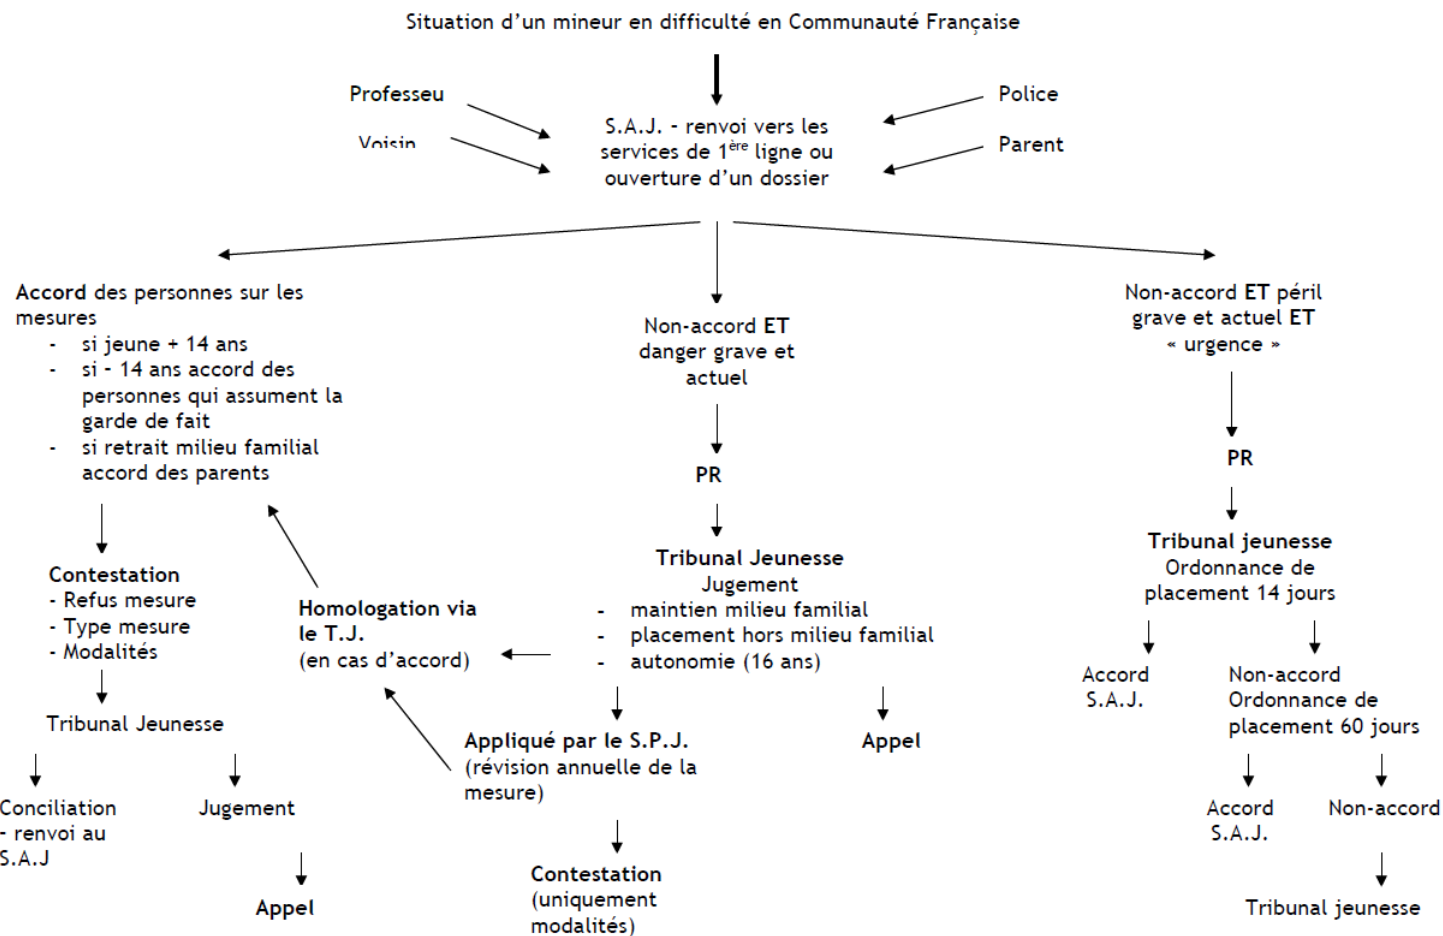 Situation d'un mineur en difficulté en Communauté Française
Professeu
Voisin
S.A.J. - renvoi vers les
services de 1ère ligne ou
ouverture d'un dossier
Police
Parent
Accord des personnes sur les
mesures
- si jeune + 14 ans
- si - 14 ans accord des
personnes qui assument la
garde de fait
- si retrait milieu familial
accord des parents
Contestation
- Refus mesure
- Type mesure
- Modalités
Tribunal Jeunesse
Conciliation
- renvoi au
S.A.J
Jugement
Appel
Homologation via
le T.J.
(en cas d'accord)
Non-accord ET
danger grave et
actuel
PR
Tribunal Jeunesse
Jugement
- maintien milieu familial
- placement hors milieu familial
- autonomie (16 ans)
Appliqué par le S.P.J.
(révision annuelle de la
mesure)
Contestation
(uniquement
modalités)
Appel
Non-accord ET péril
grave et actuel ET
« urgence »
PR
Tribunal jeunesse
Ordonnance de
placement 14 jours
Accord
S.A.J.
Non-accord
Ordonnance de
placement 60 jours
Accord
S.A.J.
Non-accord
Tribunal jeunesse